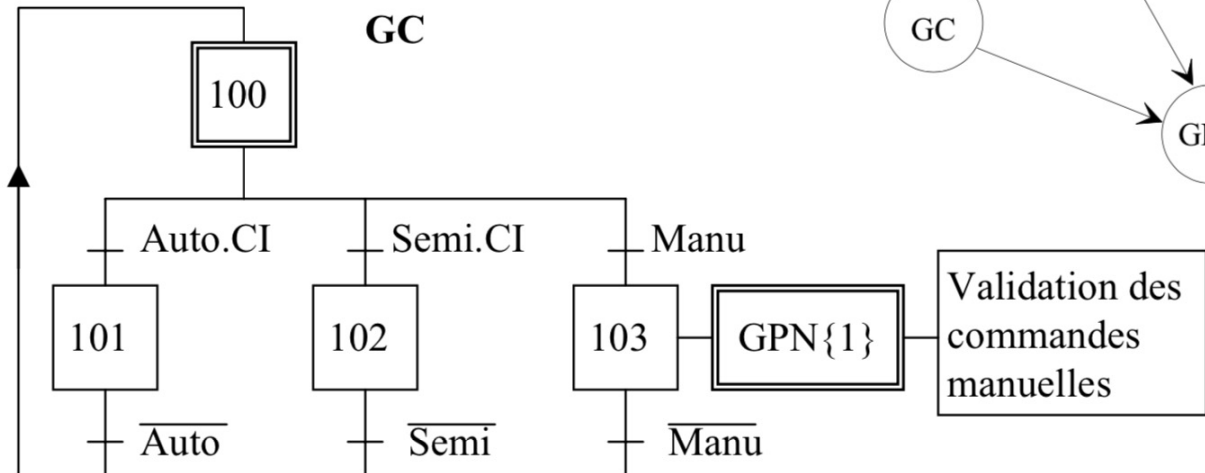 GC
GC
100
Auto.CI
Semi.CI
Manu
101
102
103
GPN{1}
Validation des
commandes
manuelles
Auto
Semi
Manu